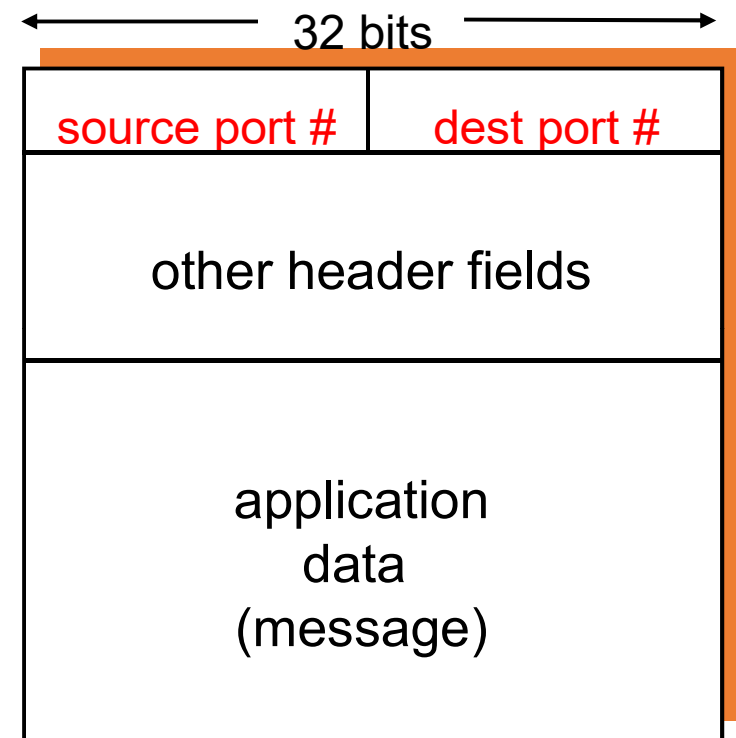 32 bits
source port # dest port #
other header fields
application
data
(message)